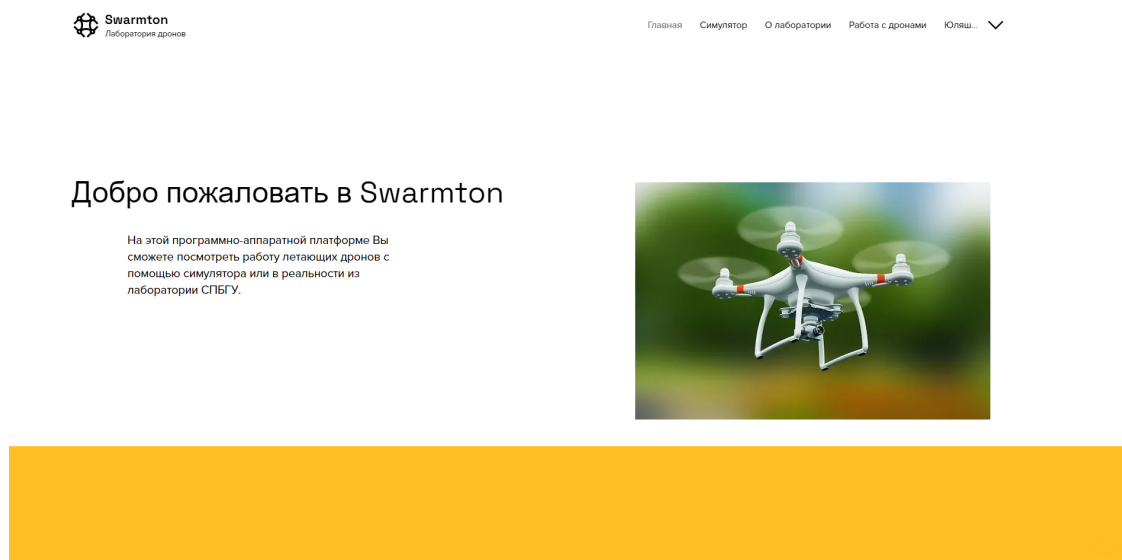 Swarmton
Лаборатория дронов
Главная Симулятор О лаборатории Работа с дронами Юляш...
Добро пожаловать в Swarmton
На этой программно-аппаратной платформе Вы
сможете посмотреть работу летающих дронов с
помощью симулятора или в реальности из
лаборатории СПБГУ.